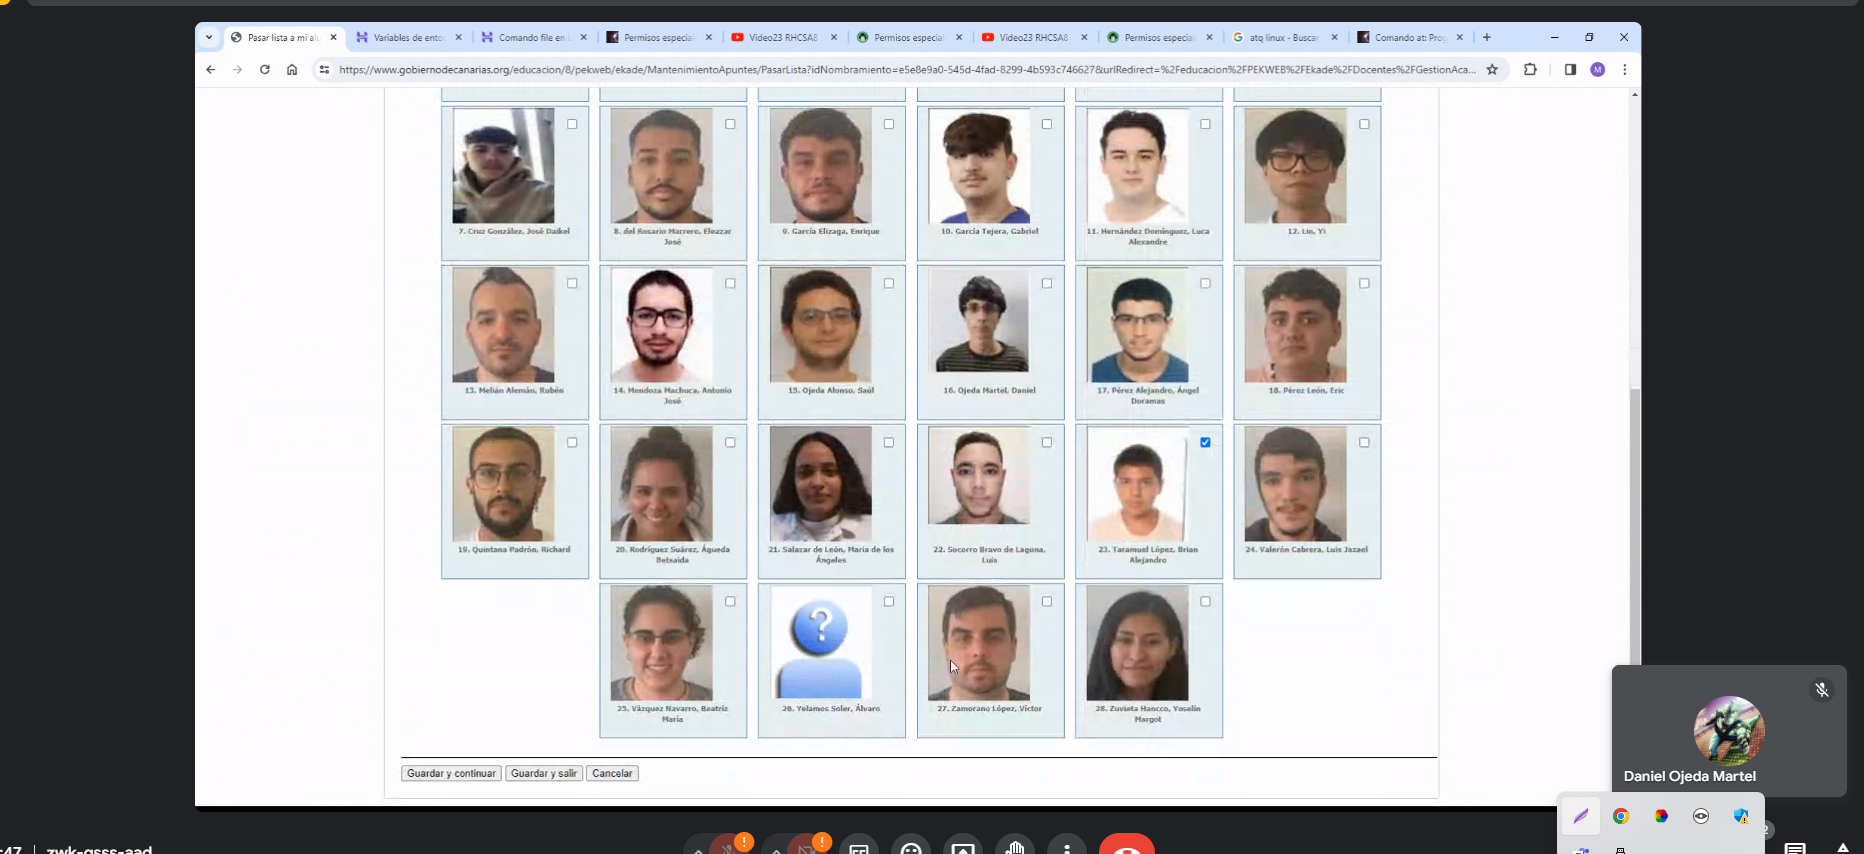 Pasar lista a mi alu
Variables de ento
Comando file en L
Permisos especial
Video23 RHCSA8
Permisos especial
Video23 RHCSA8
Permisos especial
atq linux - Buscar
Comando at: Prog
https://www.gobiernodecanarias.org/educacion/8/pekweb/ekade/MantenimientoApuntes/PasarLista?idNombramiento=e5e8e9a0-545d-4fad-8299-4b593c746627&urlRedirect=%2Feducacion%2FPEKWEB%2FEkade%2FDocentes%2FGestionAca...
M
7. Cruz González, José Daikel
8. del Rosario Marrero, Eleazar
José
9. García Elizaga, Enrique
10. García Tejera, Gabriel
11. Hernández Domínguez, Luca
Alexandre
12. Lin, Yi
13. Melián Alemán, Rubén
14. Mendoza Machuca, Antonio
José
15. Ojeda Alonso, Saúl
16. Ojeda Martel, Daniel
17. Pérez Alejandro, Ángel
Doramas
18. Pérez León, Eric
19. Quintana Padrón, Richard
20. Rodríguez Suárez, Águeda
Betsaida
21. Salazar de León, María de los
Ángeles
22. Socorro Bravo de Laguna,
Luis
23. Taramuel López, Brian
Alejandro
24. Valerón Cabrera, Luis Jazael
25. Vázquez Navarro, Beatriz
María
26. Yelamos Soler, Álvaro
27. Zamorano López, Víctor
28. Zuvieta Hancco, Yoselin
Margot
Guardar y continuar
Guardar y salir
Cancelar
Daniel Ojeda Martel
:47
zwk-gsss-aad